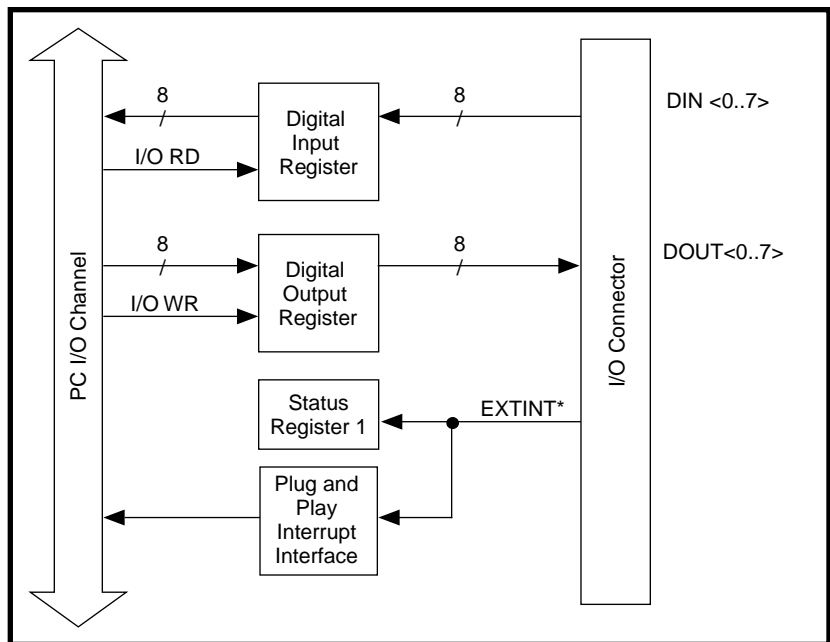 8
8
DIN <0..7>
Digital
Input
Register
I/O RD
8
8
DOUT<0..7>
Digital
Output
Register
I/O WR
PC I/O Channel
I/O Connector
Status
Register 1
EXTINT*
Plug and
Play
Interrupt
Interface